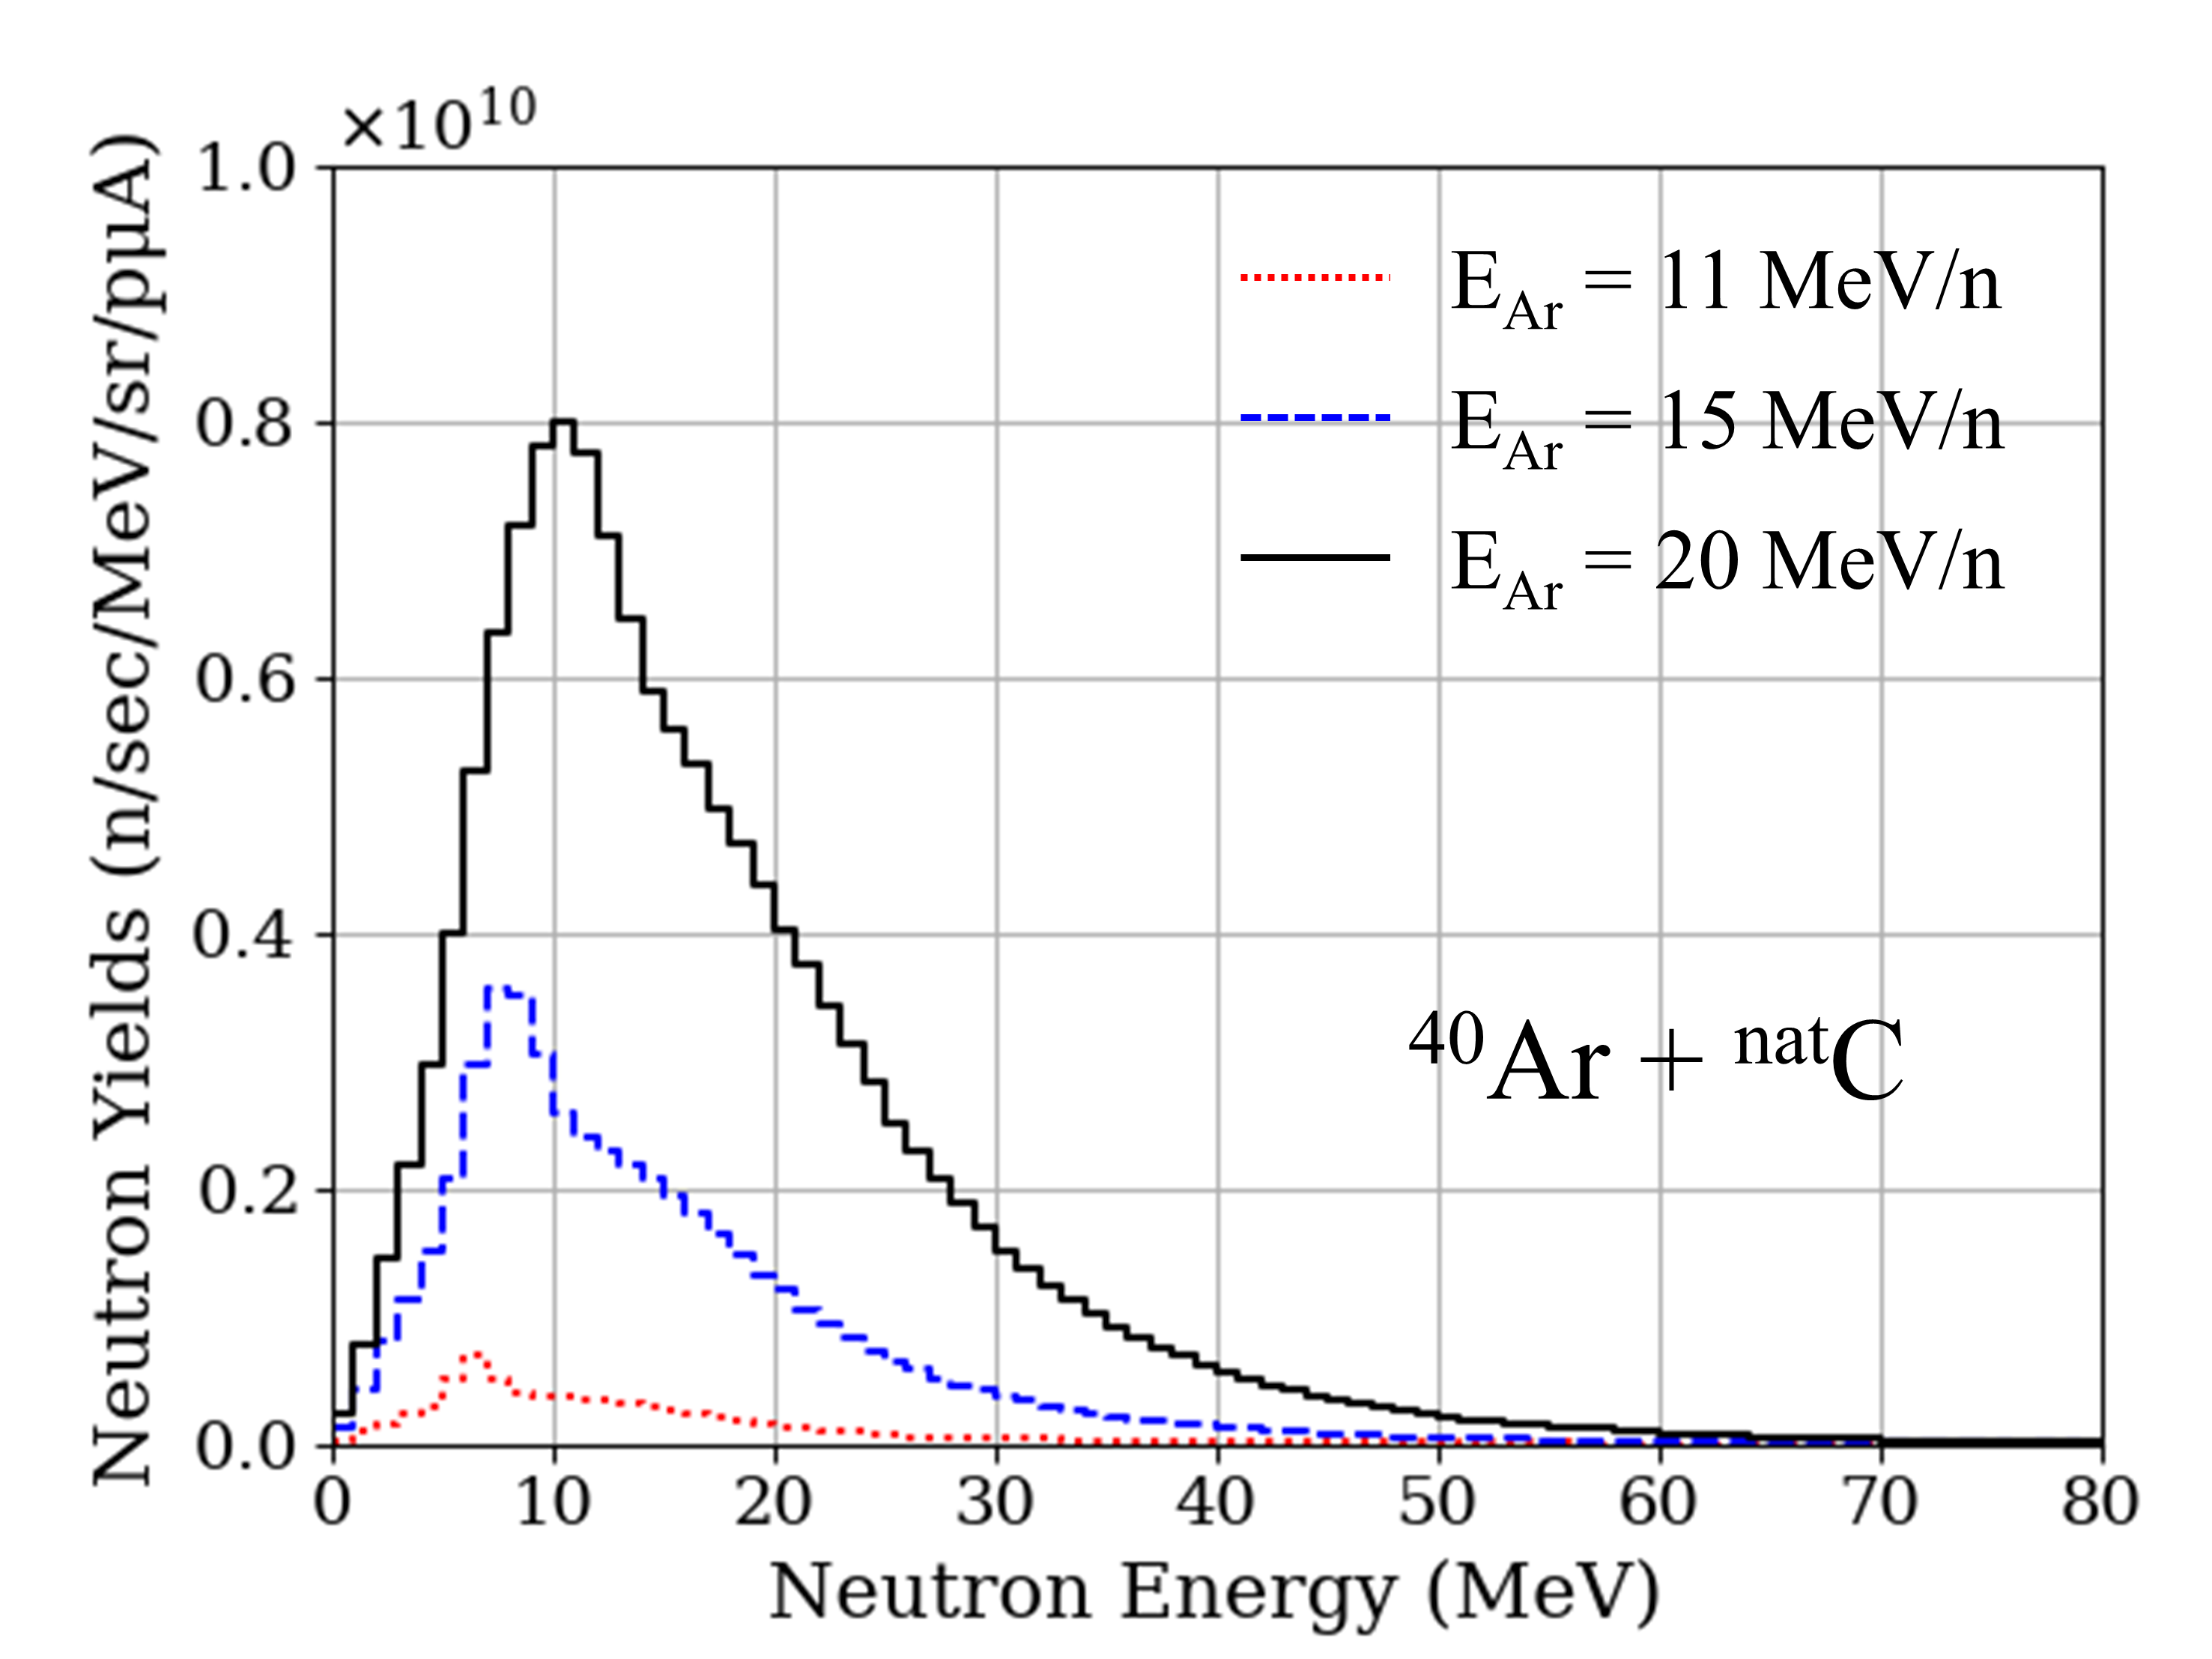 ×10¹⁰
1.0
0.8
0.6
0.4
0.2
0.0
0 10 20 30 40 50 60 70 80
Neutron Energy (MeV)
Neutron Yields (n/sec/MeV/sr/pμA)
E_Ar = 11 MeV/n
E_Ar = 15 MeV/n
E_Ar = 20 MeV/n
⁴⁰Ar + ⁿᵃᵗC